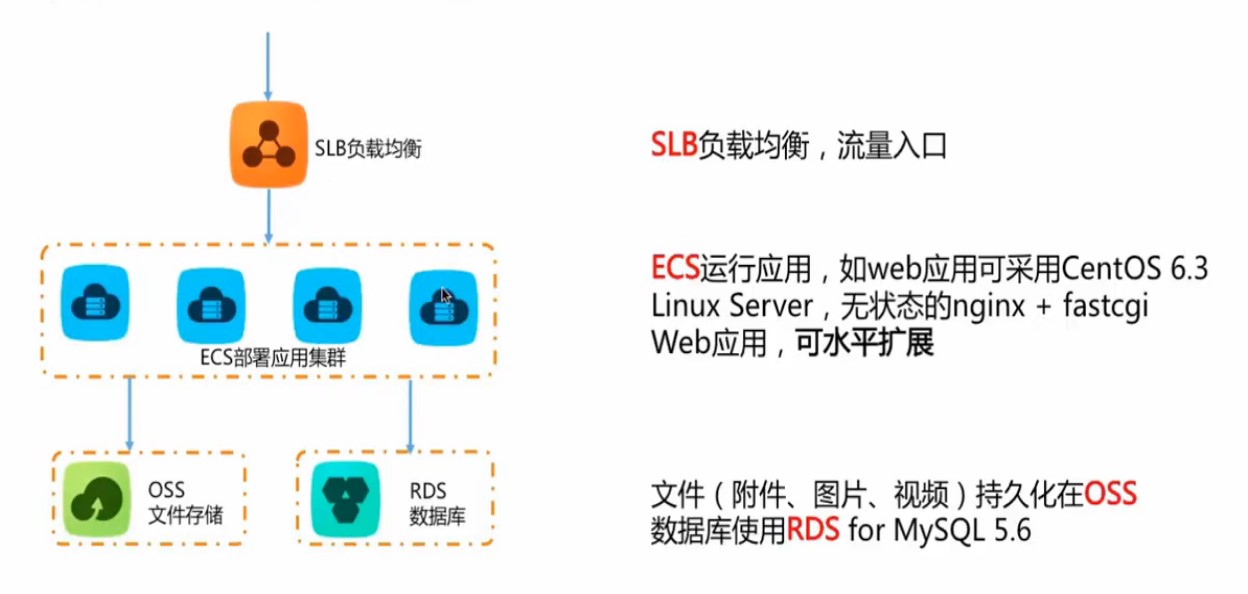 SLB负载均衡
SLB负载均衡，流量入口
ECS运行应用，如web应用可采用CentOS 6.3
Linux Server，无状态的nginx + fastcgi
Web应用，可水平扩展
ECS部署应用集群
OSS
文件存储
RDS
数据库
文件（附件、图片、视频）持久化在OSS
数据库使用RDS for MySQL 5.6